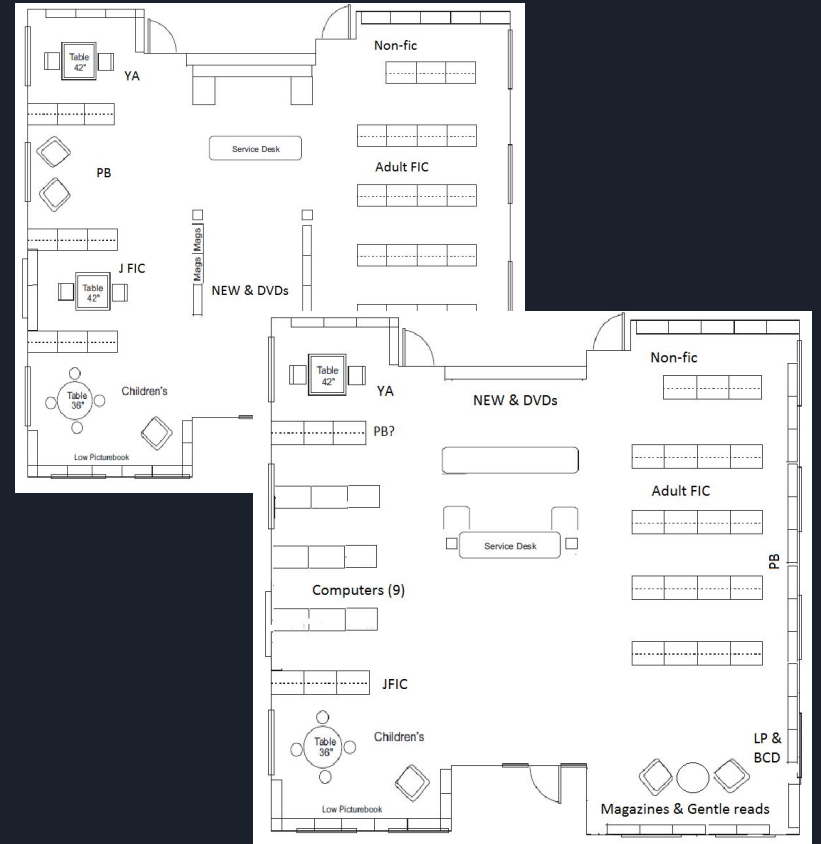 Non-fic
Table
42"
YA
Service Desk
PB
Adult FIC
Mags
Mags
J FIC
Table
42"
NEW & DVDs
Children's
Table
36"
Low Picturebook
Non-fic
Table
42"
YA
NEW & DVDs
PB?
Adult FIC
Service Desk
PB
Computers (9)
JFIC
Children's
Table
36"
LP &
BCD
Magazines & Gentle reads
Low Picturebook